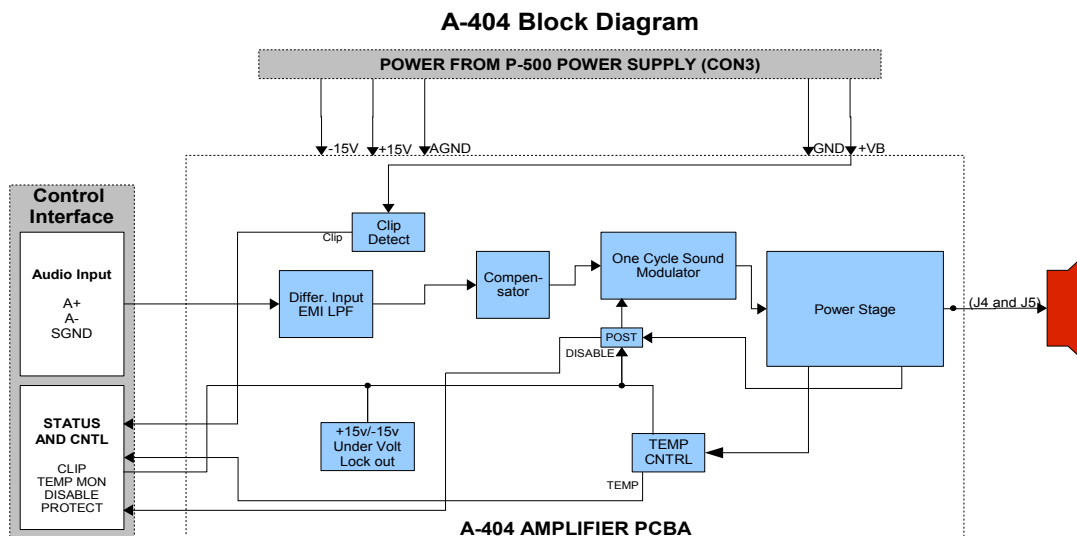 A-404 Block Diagram
POWER FROM P-500 POWER SUPPLY (CON3)
-15V
+15V
AGND
GND
+VB
Control
Interface
Audio Input
A+
A-
SGND
Clip
Clip
Detect
Differ. Input
EMI LPF
Compen-
sator
One Cycle Sound
Modulator
Power Stage
(J4 and J5)
POST
DISABLE
STATUS
AND CNTL
CLIP
TEMP MON
DISABLE
PROTECT
+15v/-15v
Under Volt
Lock out
TEMP
CNTRL
TEMP
A-404 AMPLIFIER PCBA